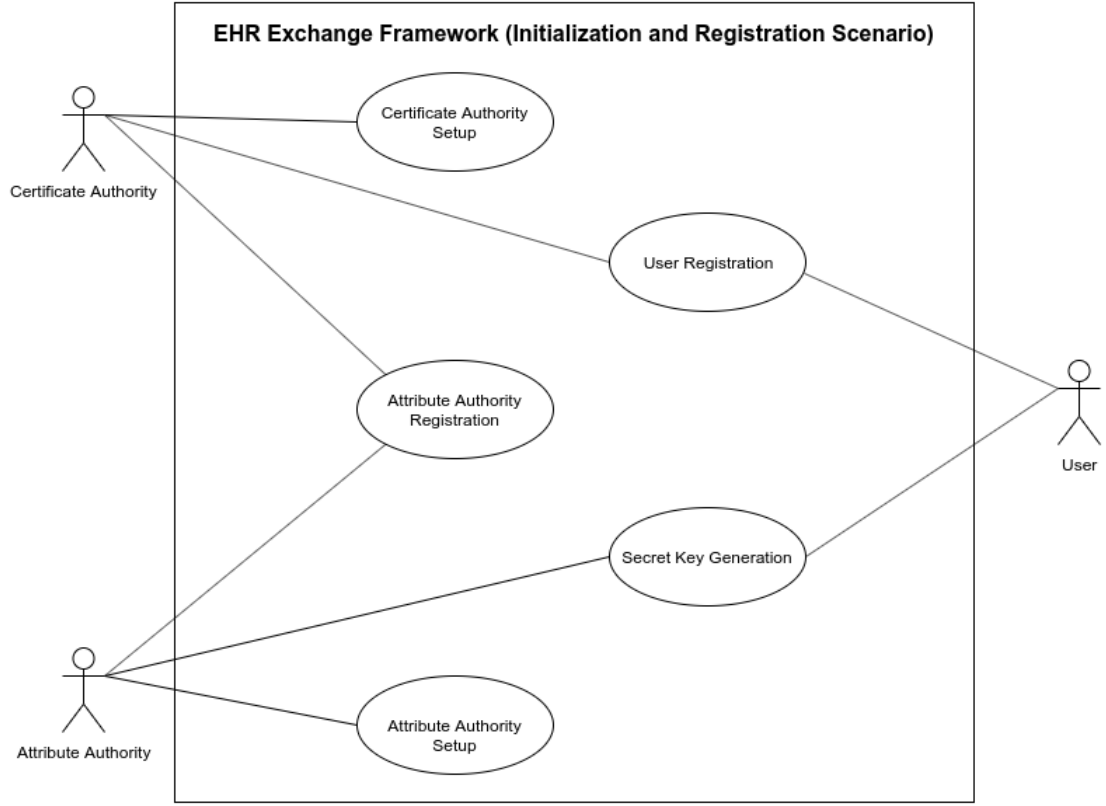 EHR Exchange Framework (Initialization and Registration Scenario)
Certificate Authority
Setup
Certificate Authority
User Registration
Attribute Authority
Registration
User
Secret Key Generation
Attribute Authority
Setup
Attribute Authority